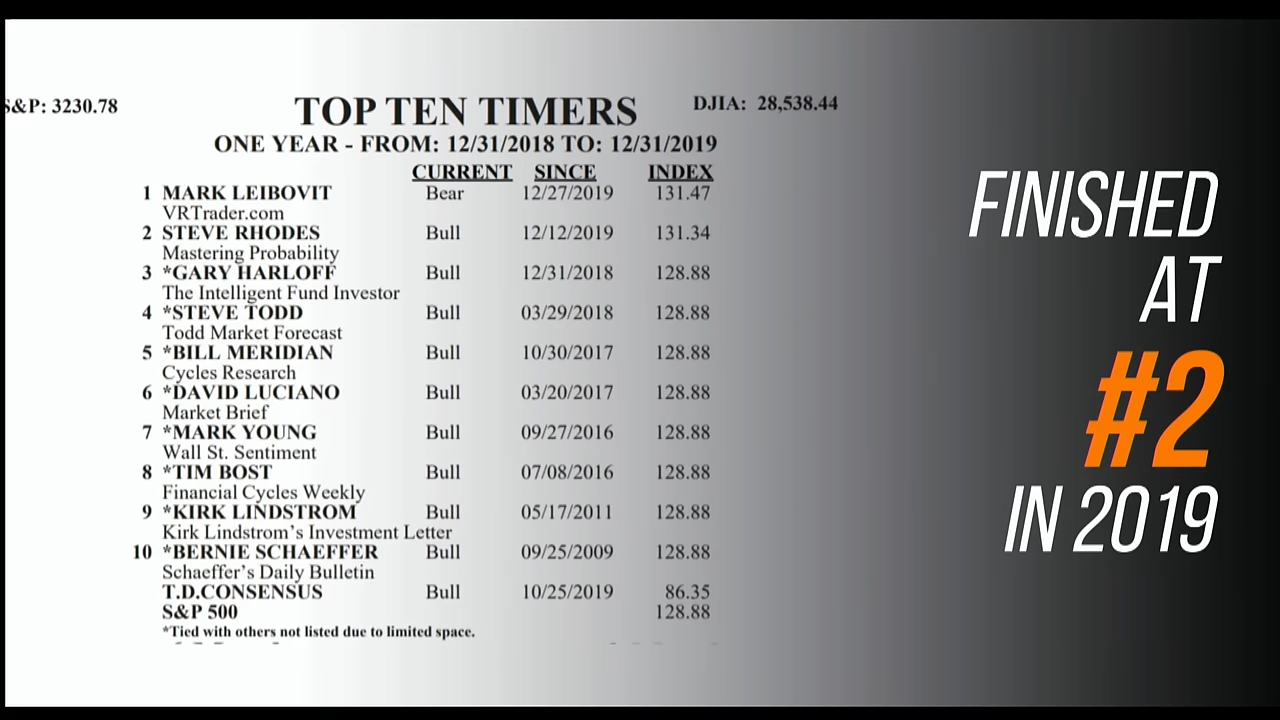 S&P: 3230.78
TOP TEN TIMERS
DJIA: 28,538.44
ONE YEAR - FROM: 12/31/2018 TO: 12/31/2019
CURRENT SINCE INDEX
1 MARK LEIBOVIT Bear 12/27/2019 131.47
VRTrader.com
2 STEVE RHODES Bull 12/12/2019 131.34
Mastering Probability
3 *GARY HARLOFF Bull 12/31/2018 128.88
The Intelligent Fund Investor
4 *STEVE TODD Bull 03/29/2018 128.88
Todd Market Forecast
5 *BILL MERIDIAN Bull 10/30/2017 128.88
Cycles Research
6 *DAVID LUCIANO Bull 03/20/2017 128.88
Market Brief
7 *MARK YOUNG Bull 09/27/2016 128.88
Wall St. Sentiment
8 *TIM BOST Bull 07/08/2016 128.88
Financial Cycles Weekly
9 *KIRK LINDSTROM Bull 05/17/2011 128.88
Kirk Lindstrom's Investment Letter
10 *BERNIE SCHAEFFER Bull 09/25/2009 128.88
Schaeffer's Daily Bulletin
T.D.CONSENSUS Bull 10/25/2019 86.35
S&P 500 128.88
*Tied with others not listed due to limited space.
FINISHED
AT
#2
IN 2019